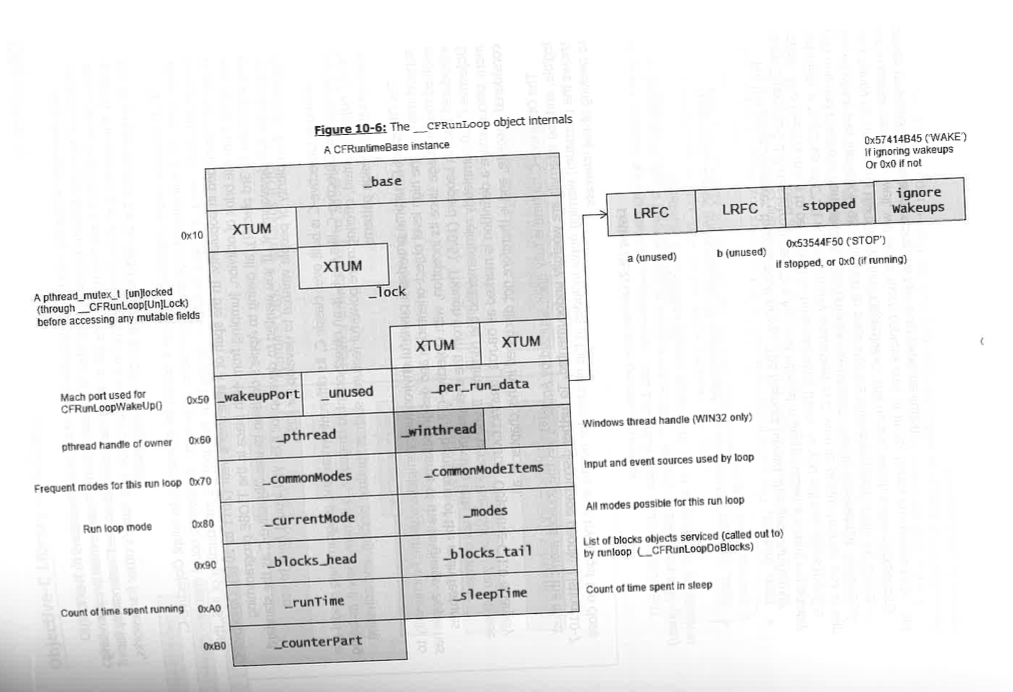 Figure 10-6: The __CFRunLoop object internals
A CFRuntimeBase instance
_base
0x10
XTUM
XTUM
_lock
A pthread_mutex_t [un]locked
(through __CFRunLoop[Un]Lock)
before accessing any mutable fields
XTUM
XTUM
Mach port used for
CFRunLoopWakeUp()
0x50
_wakeupPort
_unused
_per_run_data
pthread handle of owner
0x60
_pthread
_winthread
Windows thread handle (WIN32 only)
Frequent modes for this run loop
0x70
_commonModes
_commonModeItems
Input and event sources used by loop
Run loop mode
0x80
_currentMode
_modes
All modes possible for this run loop
0x90
_blocks_head
_blocks_tail
List of blocks objects serviced (called out to)
by runloop (__CFRunLoopDoBlocks)
Count of time spent running
0xA0
_runTime
_sleepTime
Count of time spent in sleep
0xB0
_counterPart
0x57414B45 ('WAKE')
If ignoring wakeups
Or 0x0 if not
LRFC
LRFC
stopped
ignore
Wakeups
a (unused)
b (unused)
0x53544F50 ('STOP')
if stopped, or 0x0 (if running)